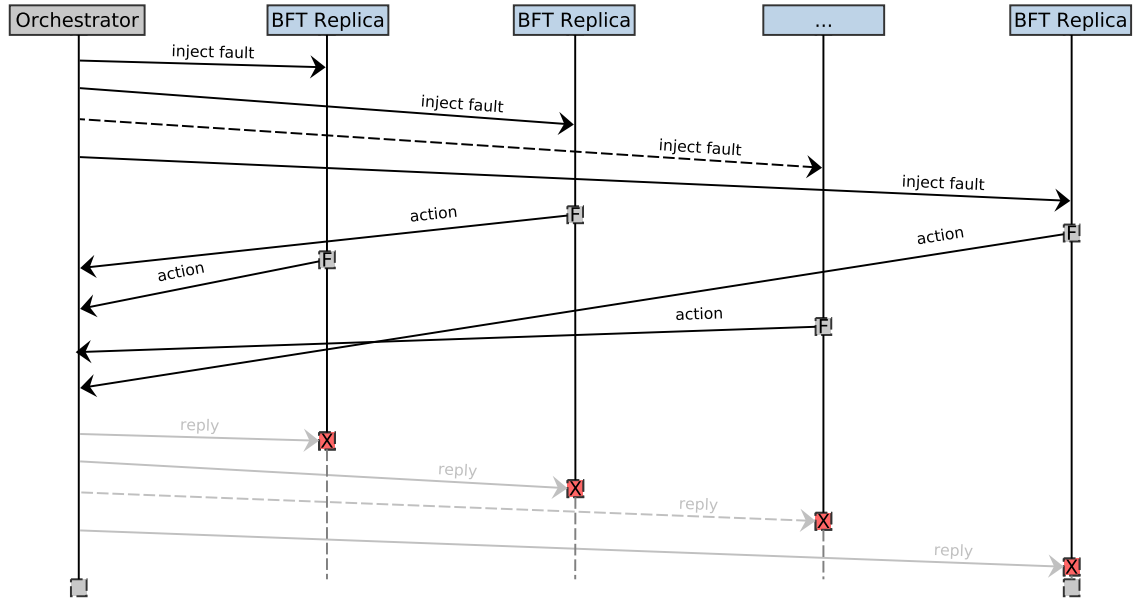 Orchestrator
BFT Replica
BFT Replica
...
BFT Replica
inject fault
inject fault
inject fault
inject fault
action
F
F
action
action
F
action
F
reply
X
reply
X
reply
X
reply
X